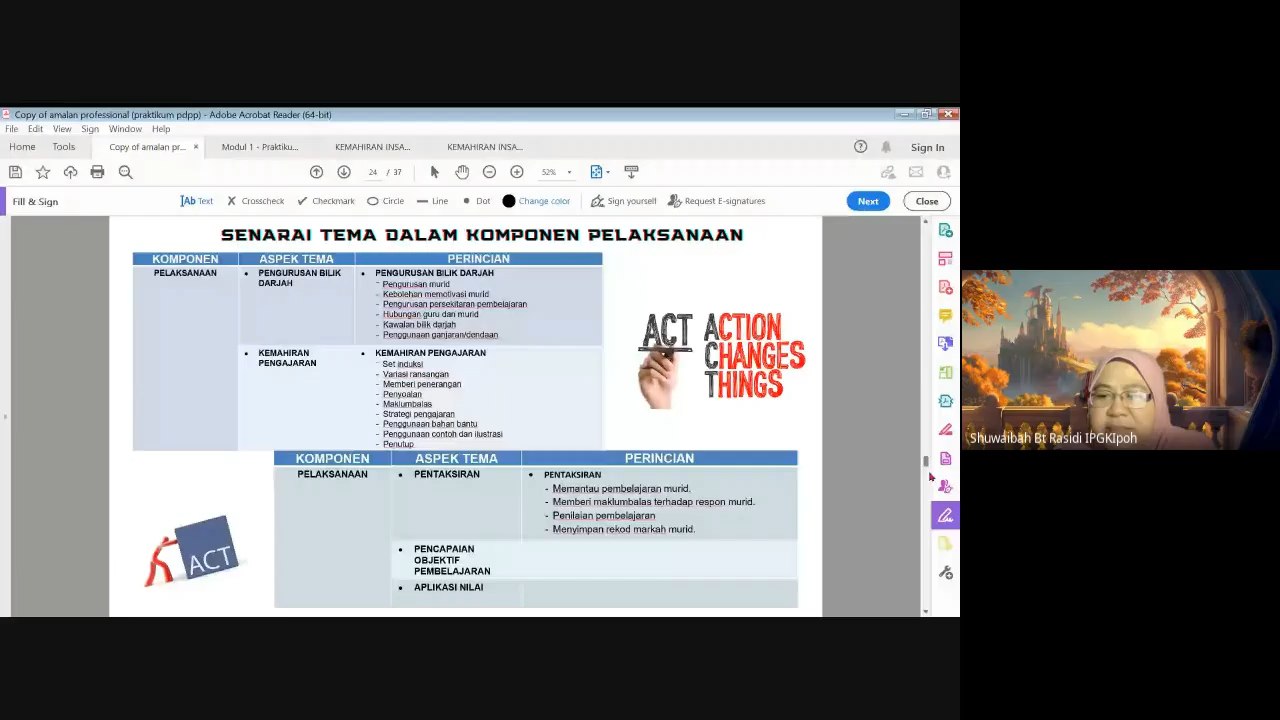 Copy of amalan professional (praktikum pdpp) - Adobe Acrobat Reader (64-bit)
File Edit View Sign Window Help
Home Tools Copy of amalan pr... × Modul 1 - Praktiku... KEMAHIRAN INSA... KEMAHIRAN INSA... Sign In
24 / 37 52%
Fill & Sign Ab Text Crosscheck Checkmark Circle Line Dot Change color Sign yourself Request E-signatures Next Close
SENARAI TEMA DALAM KOMPONEN PELAKSANAAN
KOMPONEN ASPEK TEMA PERINCIAN
PELAKSANAAN • PENGURUSAN BILIK DARJAH • PENGURUSAN BILIK DARJAH
- Pengurusan murid
- Kebolehan memotivasi murid
- Pengurusan persekitaran pembelajaran
- Hubungan guru dan murid
- Kawalan bilik darjah
- Penggunaan ganjaran/dendaan
• KEMAHIRAN PENGAJARAN • KEMAHIRAN PENGAJARAN
- Set induksi
- Variasi ransangan
- Memberi penerangan
- Penyoalan
- Maklumbalas
- Strategi pengajaran
- Penggunaan bahan bantu
- Penggunaan contoh dan ilustrasi
- Penutup
ACT ACTION
CHANGES
THINGS
KOMPONEN ASPEK TEMA PERINCIAN
PELAKSANAAN • PENTAKSIRAN • PENTAKSIRAN
- Memantau pembelajaran murid.
- Memberi maklumbalas terhadap respon murid.
- Penilaian pembelajaran
- Menyimpan rekod markah murid.
• PENCAPAIAN
OBJEKTIF
PEMBELAJARAN
• APLIKASI NILAI
ACT
Shuwaibah Bt Rasidi IPGKIpoh